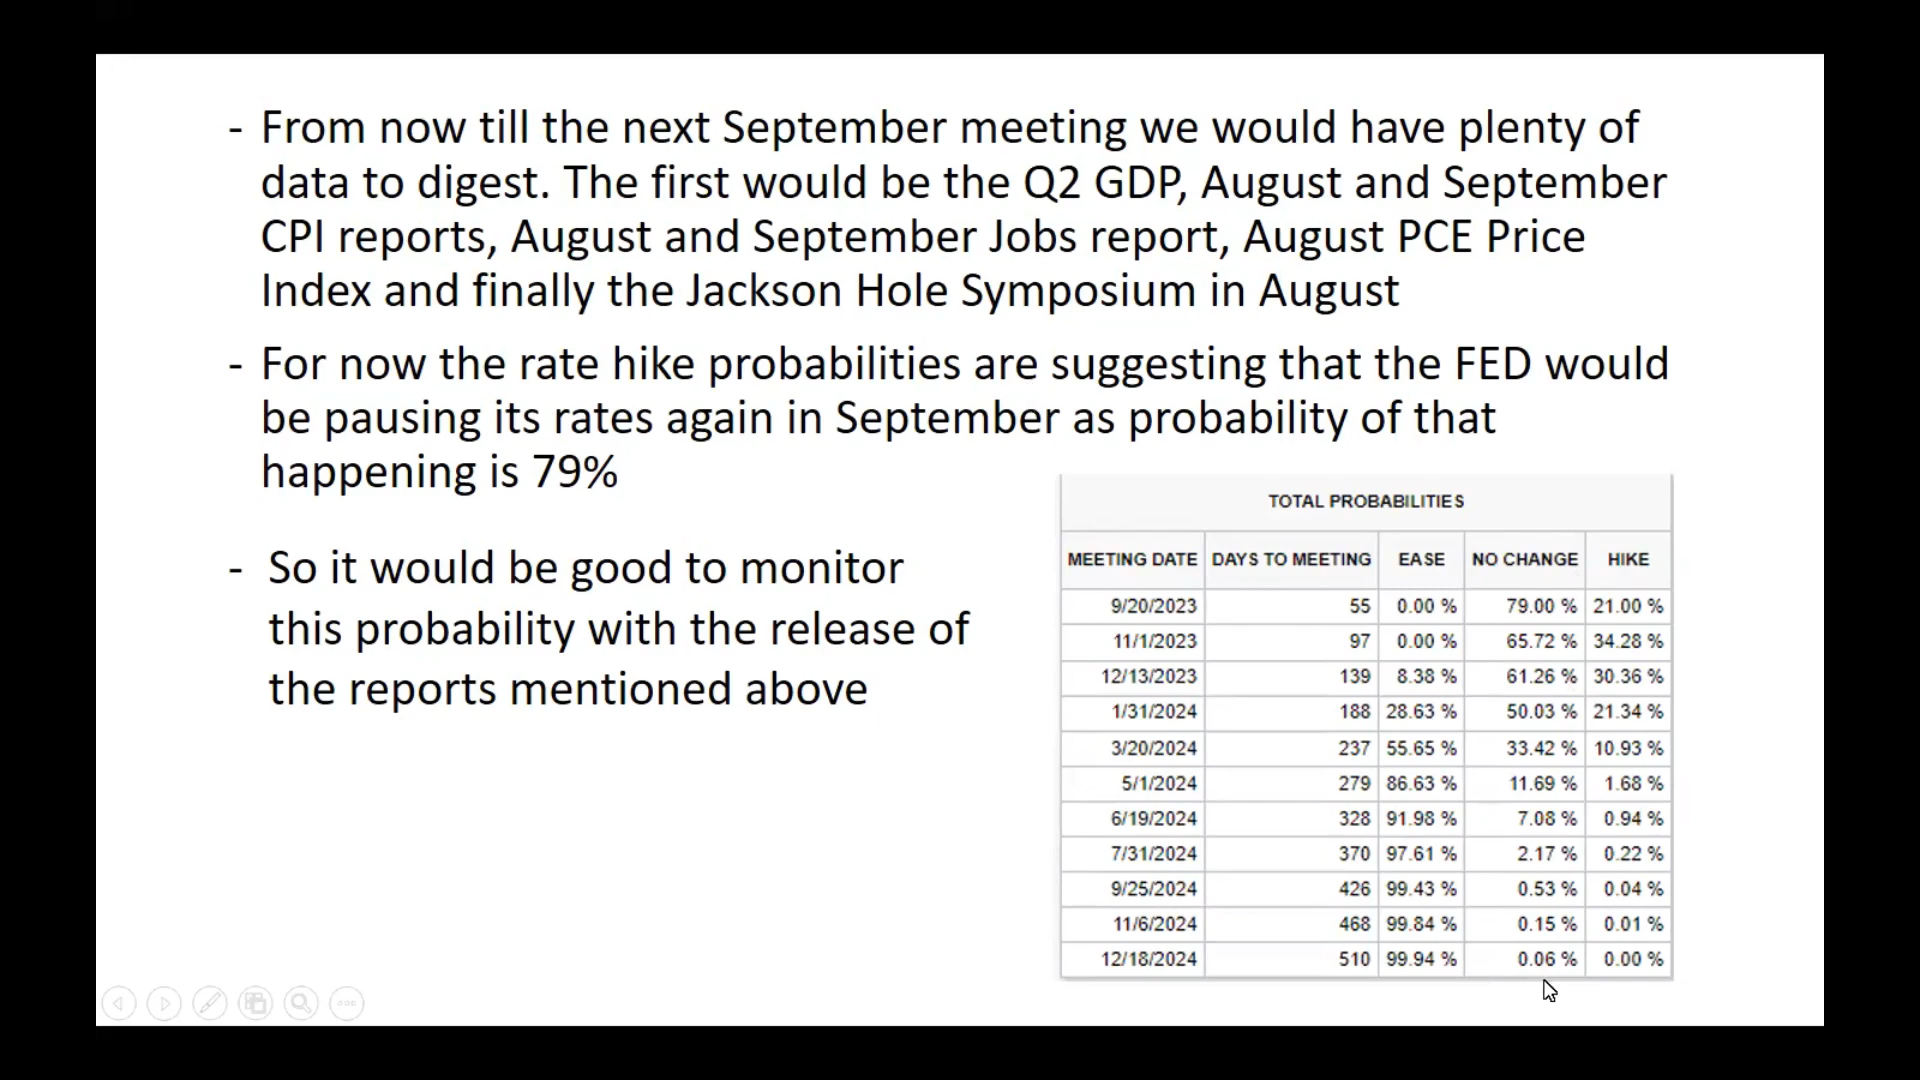 - From now till the next September meeting we would have plenty of
data to digest. The first would be the Q2 GDP, August and September
CPI reports, August and September Jobs report, August PCE Price
Index and finally the Jackson Hole Symposium in August
- For now the rate hike probabilities are suggesting that the FED would
be pausing its rates again in September as probability of that
happening is 79%
- So it would be good to monitor
this probability with the release of
the reports mentioned above
TOTAL PROBABILITIES
MEETING DATE DAYS TO MEETING EASE NO CHANGE HIKE
9/20/2023 55 0.00 % 79.00 % 21.00 %
11/1/2023 97 0.00 % 65.72 % 34.28 %
12/13/2023 139 8.38 % 61.26 % 30.36 %
1/31/2024 188 28.63 % 50.03 % 21.34 %
3/20/2024 237 55.65 % 33.42 % 10.93 %
5/1/2024 279 86.63 % 11.69 % 1.68 %
6/19/2024 328 91.98 % 7.08 % 0.94 %
7/31/2024 370 97.61 % 2.17 % 0.22 %
9/25/2024 426 99.43 % 0.53 % 0.04 %
11/6/2024 468 99.84 % 0.15 % 0.01 %
12/18/2024 510 99.94 % 0.06 % 0.00 %